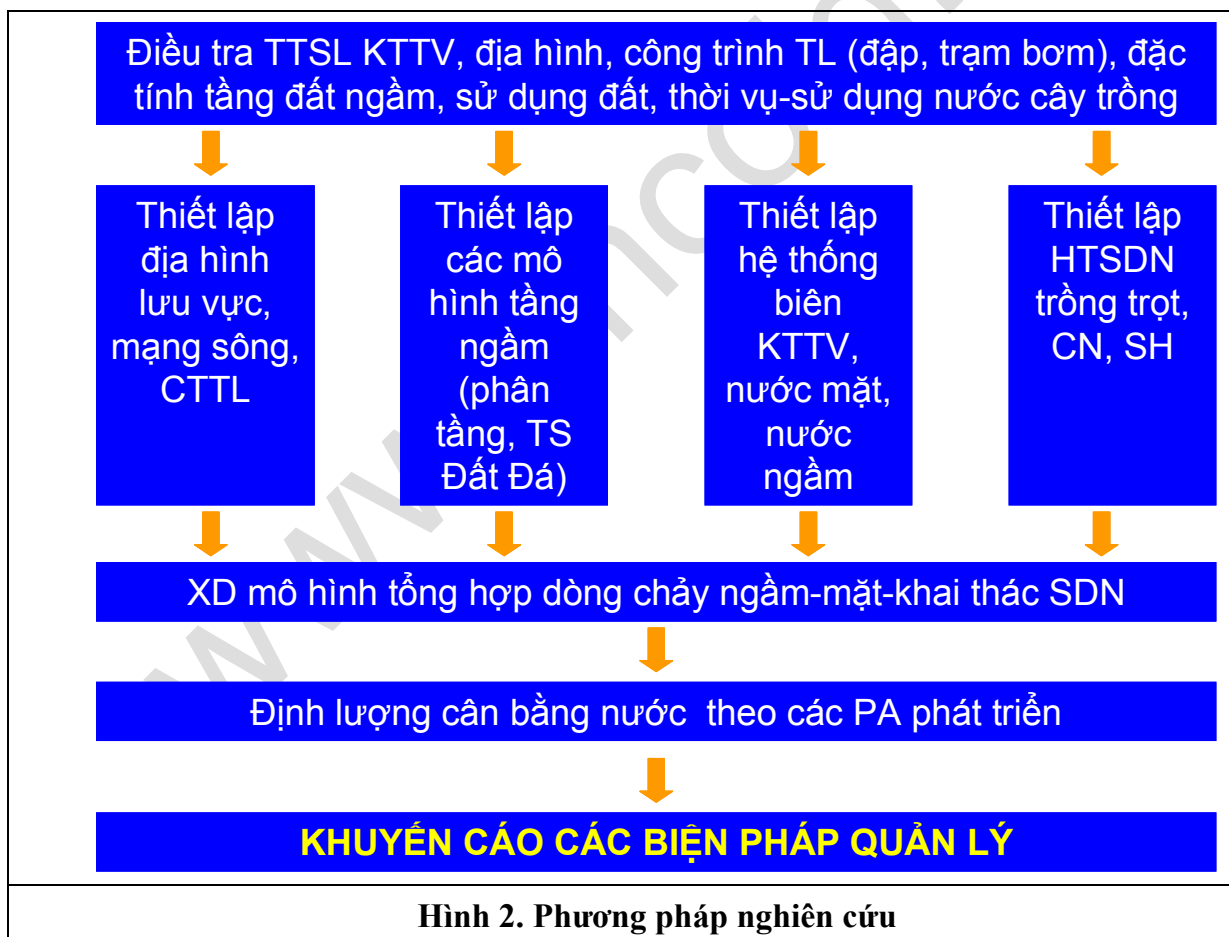 Điều tra TTSL KTTV, địa hình, công trình TL (đập, trạm bơm), đặc
tính tầng đất ngầm, sử dụng đất, thời vụ-sử dụng nước cây trồng
Thiết lập
địa hình
lưu vực,
mạng sông,
CTTL
Thiết lập
các mô
hình tầng
ngầm
(phân
tầng, TS
Đất Đá)
Thiết lập
hệ thống
biên
KTTV,
nước mặt,
nước
ngầm
Thiết lập
HTSDN
trồng trọt,
CN, SH
XD mô hình tổng hợp dòng chảy ngầm-mặt-khai thác SDN
Định lượng cân bằng nước theo các PA phát triển
KHUYẾN CÁO CÁC BIỆN PHÁP QUẢN LÝ
Hình 2. Phương pháp nghiên cứu